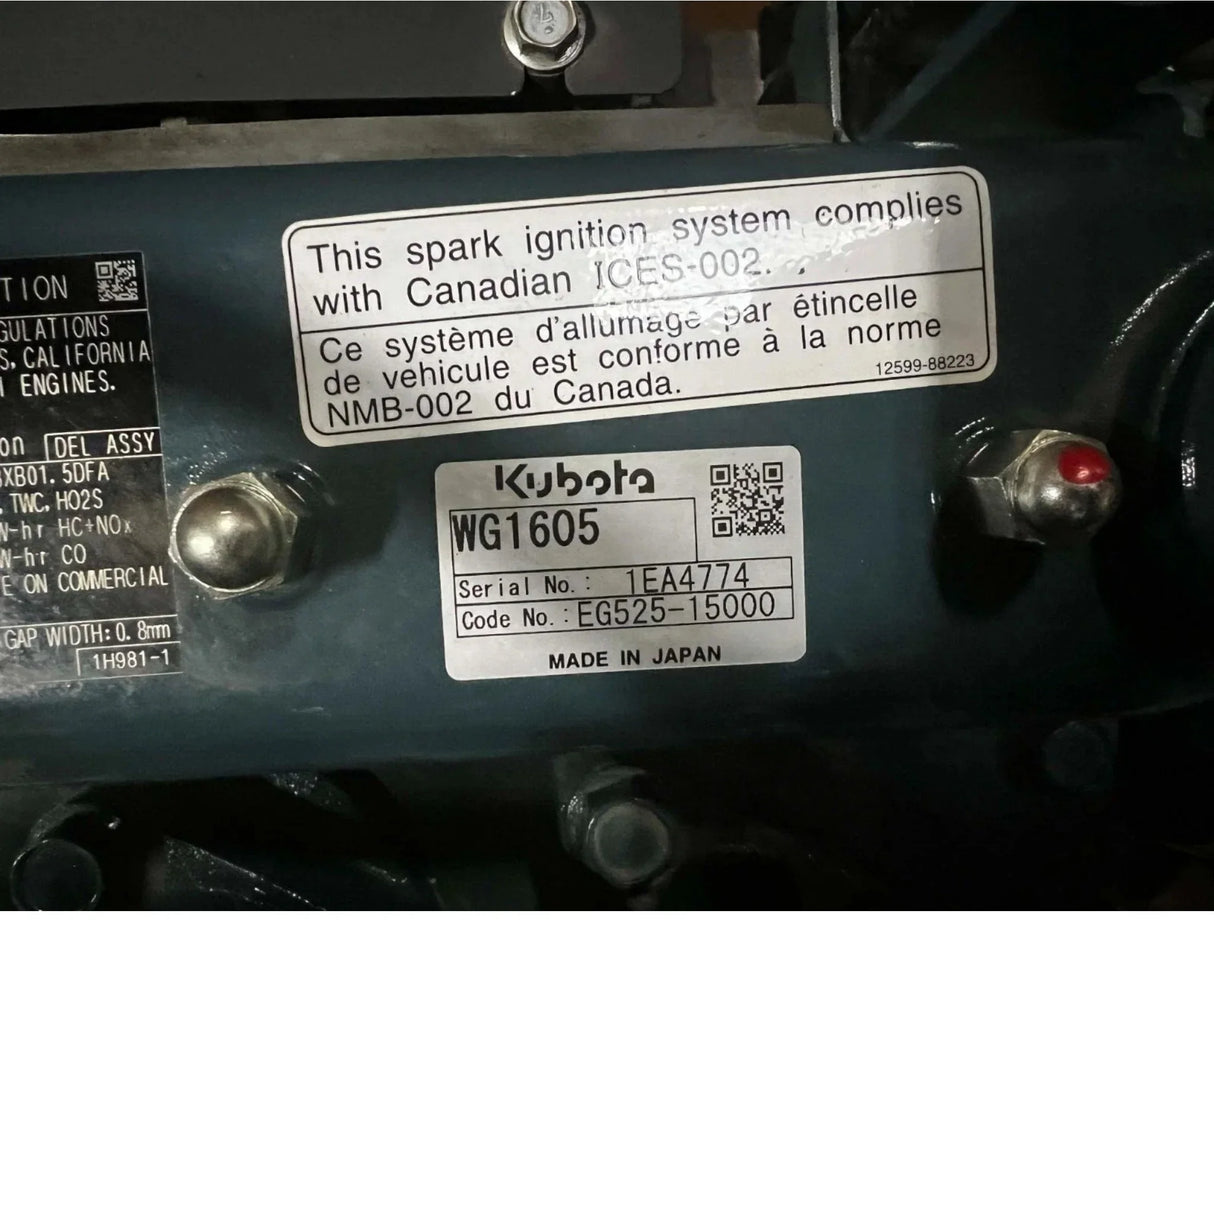 TION
GULATIONS
S, CALIFORNIA
ENGINES.
on DEL ASSY
XB01. 5DFA
TWC, HO2S
W-hr HC+NOx
W-hr CO
E ON COMMERCIAL
GAP WIDTH: 0. 8mm
1H981-1
This spark ignition system complies
with Canadian ICES-002.
Ce système d'allumage par étincelle
de vehicule est conforme à la norme
NMB-002 du Canada.
12599-88223
Kubota
WG1605
Serial No. : 1EA4774
Code No. : EG525-15000
MADE IN JAPAN